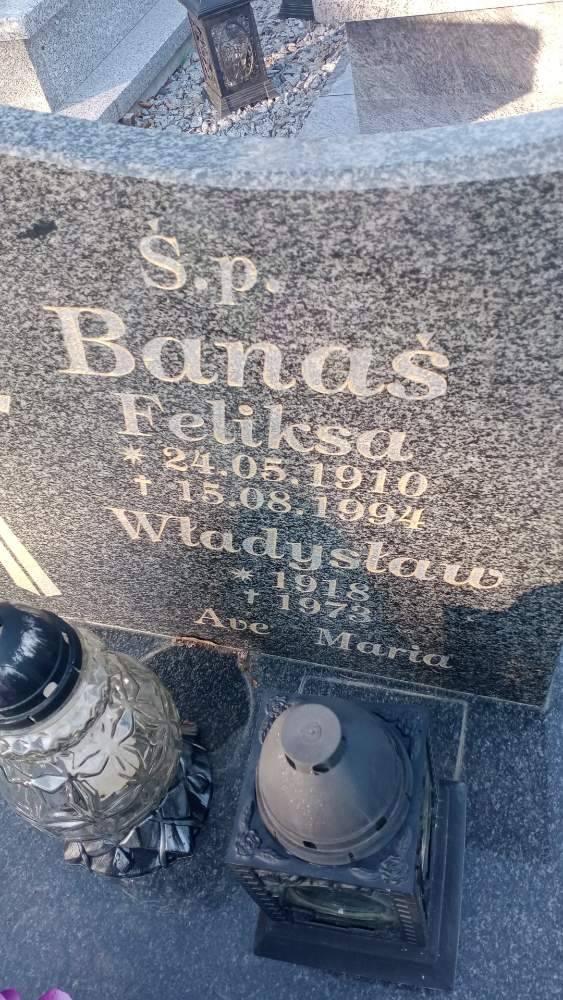 Ś.p.
Banaś
Feliksa
* 24.05.1910
† 15.08.1994
Władysław
* 1918
† 1973
Ave Maria